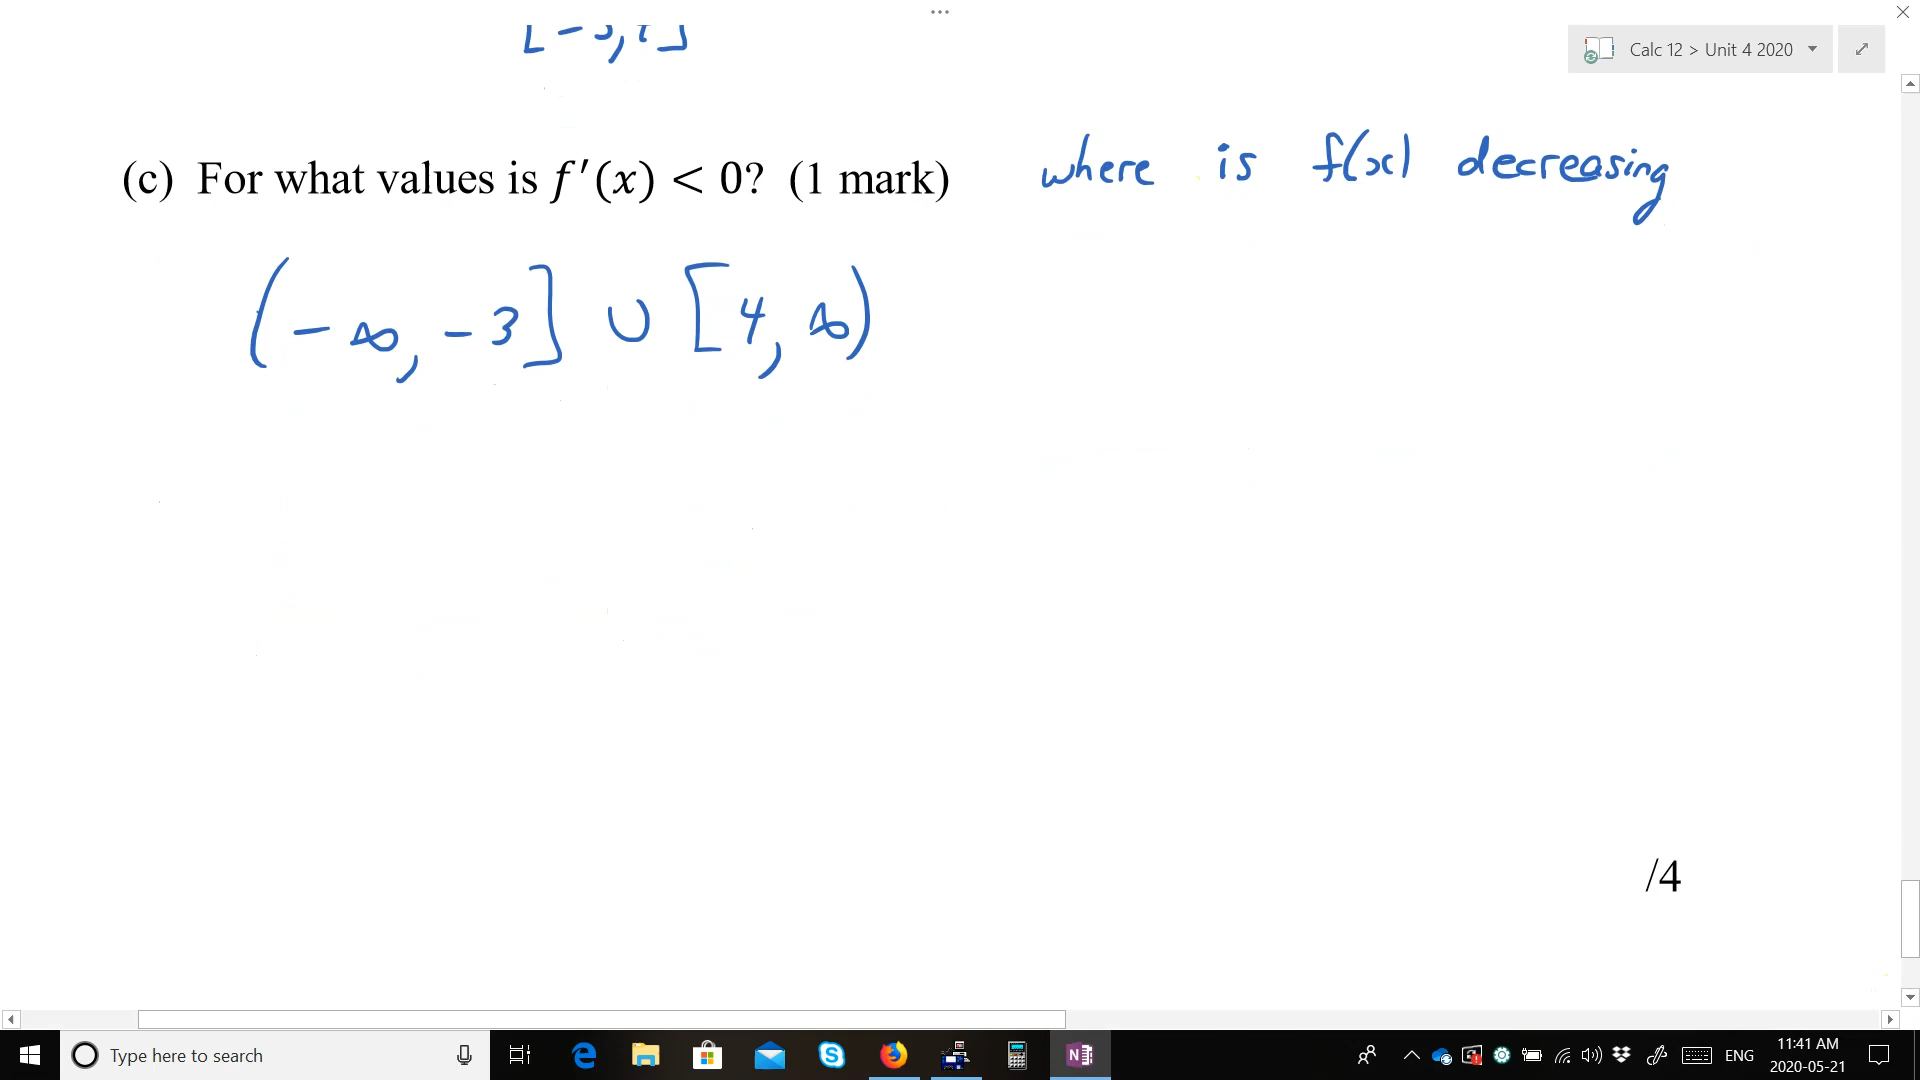 Calc 12 > Unit 4 2020
(c) For what values is f′(x) < 0? (1 mark) where is f(x) decreasing
(-∞, -3] ∪ [4, ∞)
/4
Type here to search
ENG
11:41 AM
2020-05-21